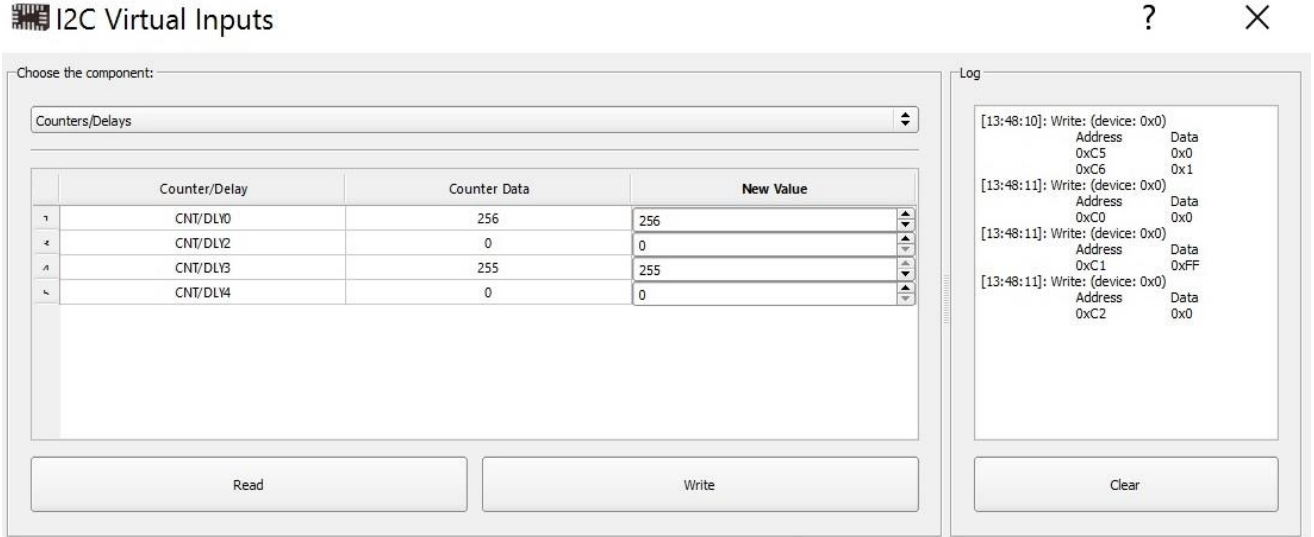 I2C Virtual Inputs
? X
Choose the component:
Counters/Delays
Counter/Delay Counter Data New Value
CNT/DLY0 256 256
CNT/DLY2 0 0
CNT/DLY3 255 255
CNT/DLY4 0 0
Read Write
Log
[13:48:10]: Write: (device: 0x0)
Address Data
0xC5 0x0
0xC6 0x1
[13:48:11]: Write: (device: 0x0)
Address Data
0xC0 0x0
[13:48:11]: Write: (device: 0x0)
Address Data
0xC1 0xFF
[13:48:11]: Write: (device: 0x0)
Address Data
0xC2 0x0
Clear